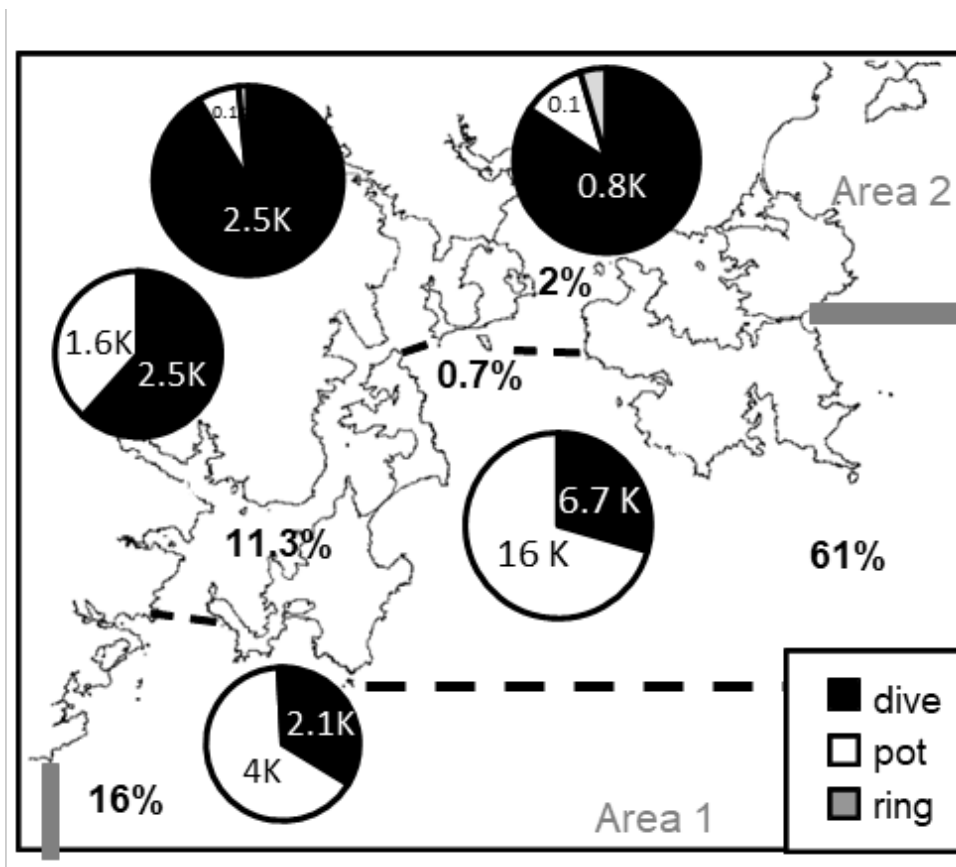 0.1
2.5K
0.1
0.8K
Area 2
2%
1.6K
2.5K
0.7%
6.7 K
16 K
11.3%
61%
2.1K
4K
16%
Area 1
dive
pot
ring